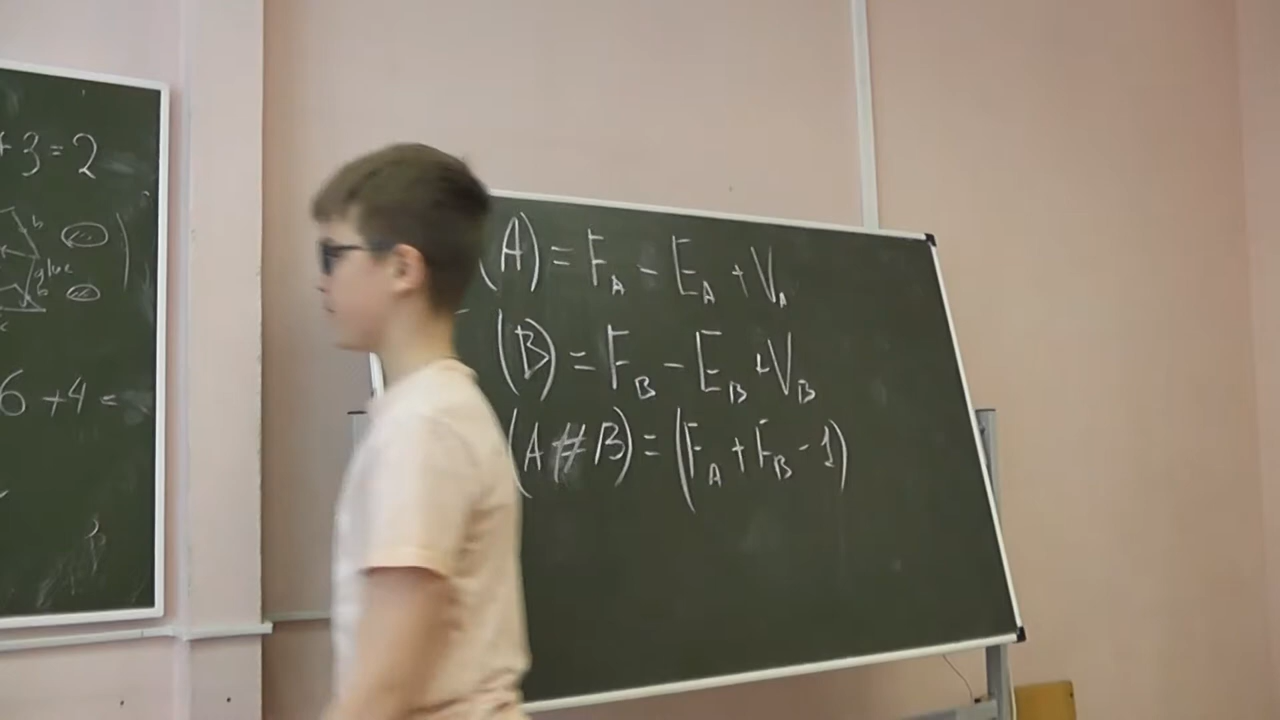 + 3 = 2
h
glue
6 + 4 =
(A) = F_A - E_A + V_A
(B) = F_B - E_B + V_B
(A # B) = (F_A + F_B - 1)